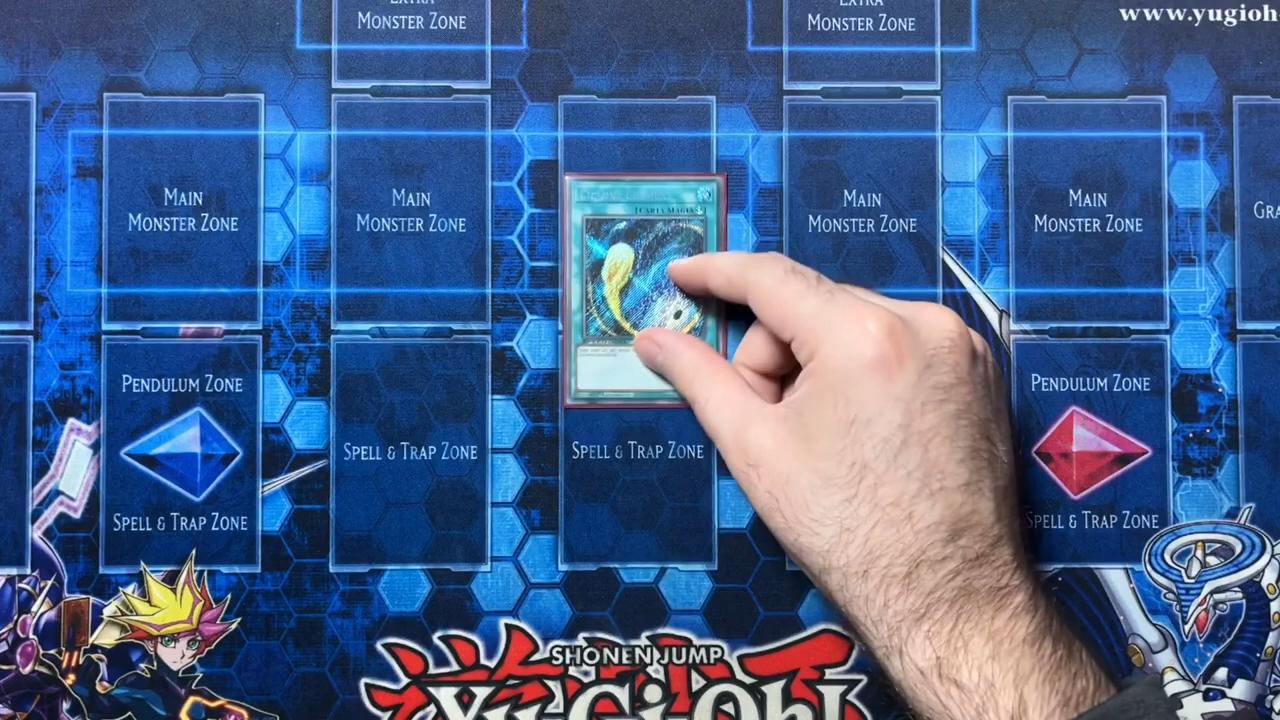 EXTRA
MONSTER ZONE
EXTRA
MONSTER ZONE
www.yugioh
MAIN
MONSTER ZONE
MAIN
MONSTER ZONE
[CARTA MAGIA
MAIN
MONSTER ZONE
MAIN
MONSTER ZONE
GRA
PENDULUM ZONE
SPELL & TRAP ZONE
SPELL & TRAP ZONE
SPELL & TRAP ZONE
PENDULUM ZONE
SPELL & TRAP ZONE
SHONEN JUMP
Yu-Gi-Oh!